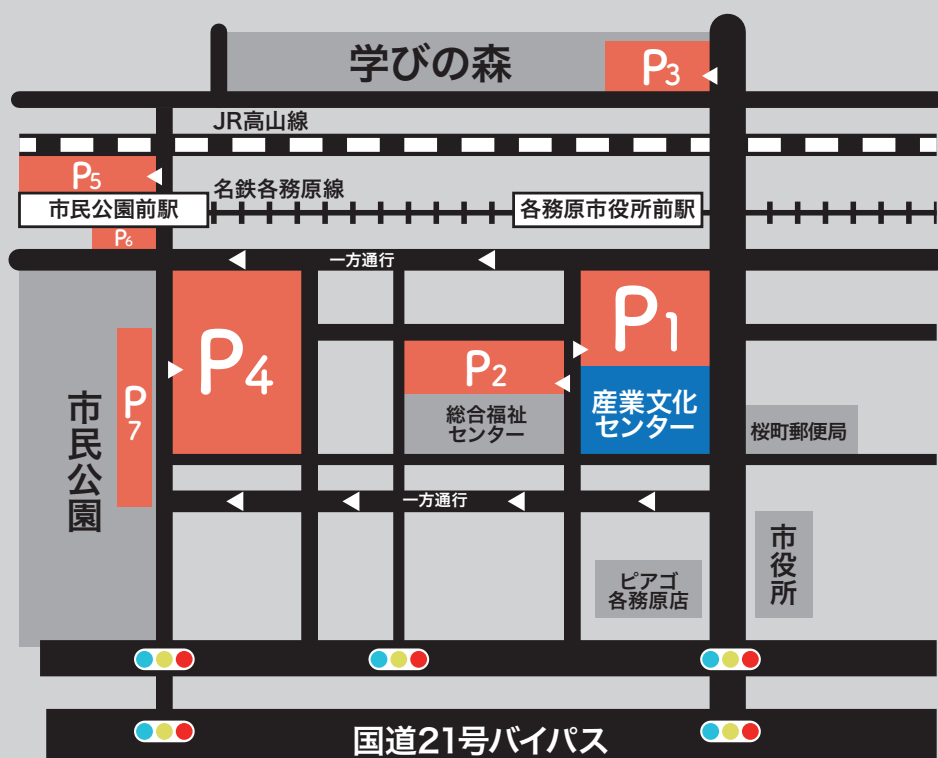 学びの森
P3
JR高山線
P5
名鉄各務原線
市民公園前駅
各務原市役所前駅
P6
一方通行
P1
P4
P2
P
7
市民公園
総合福祉
センター
産業文化
センター
桜町郵便局
一方通行
市役所
ピアゴ
各務原店
国道21号バイパス